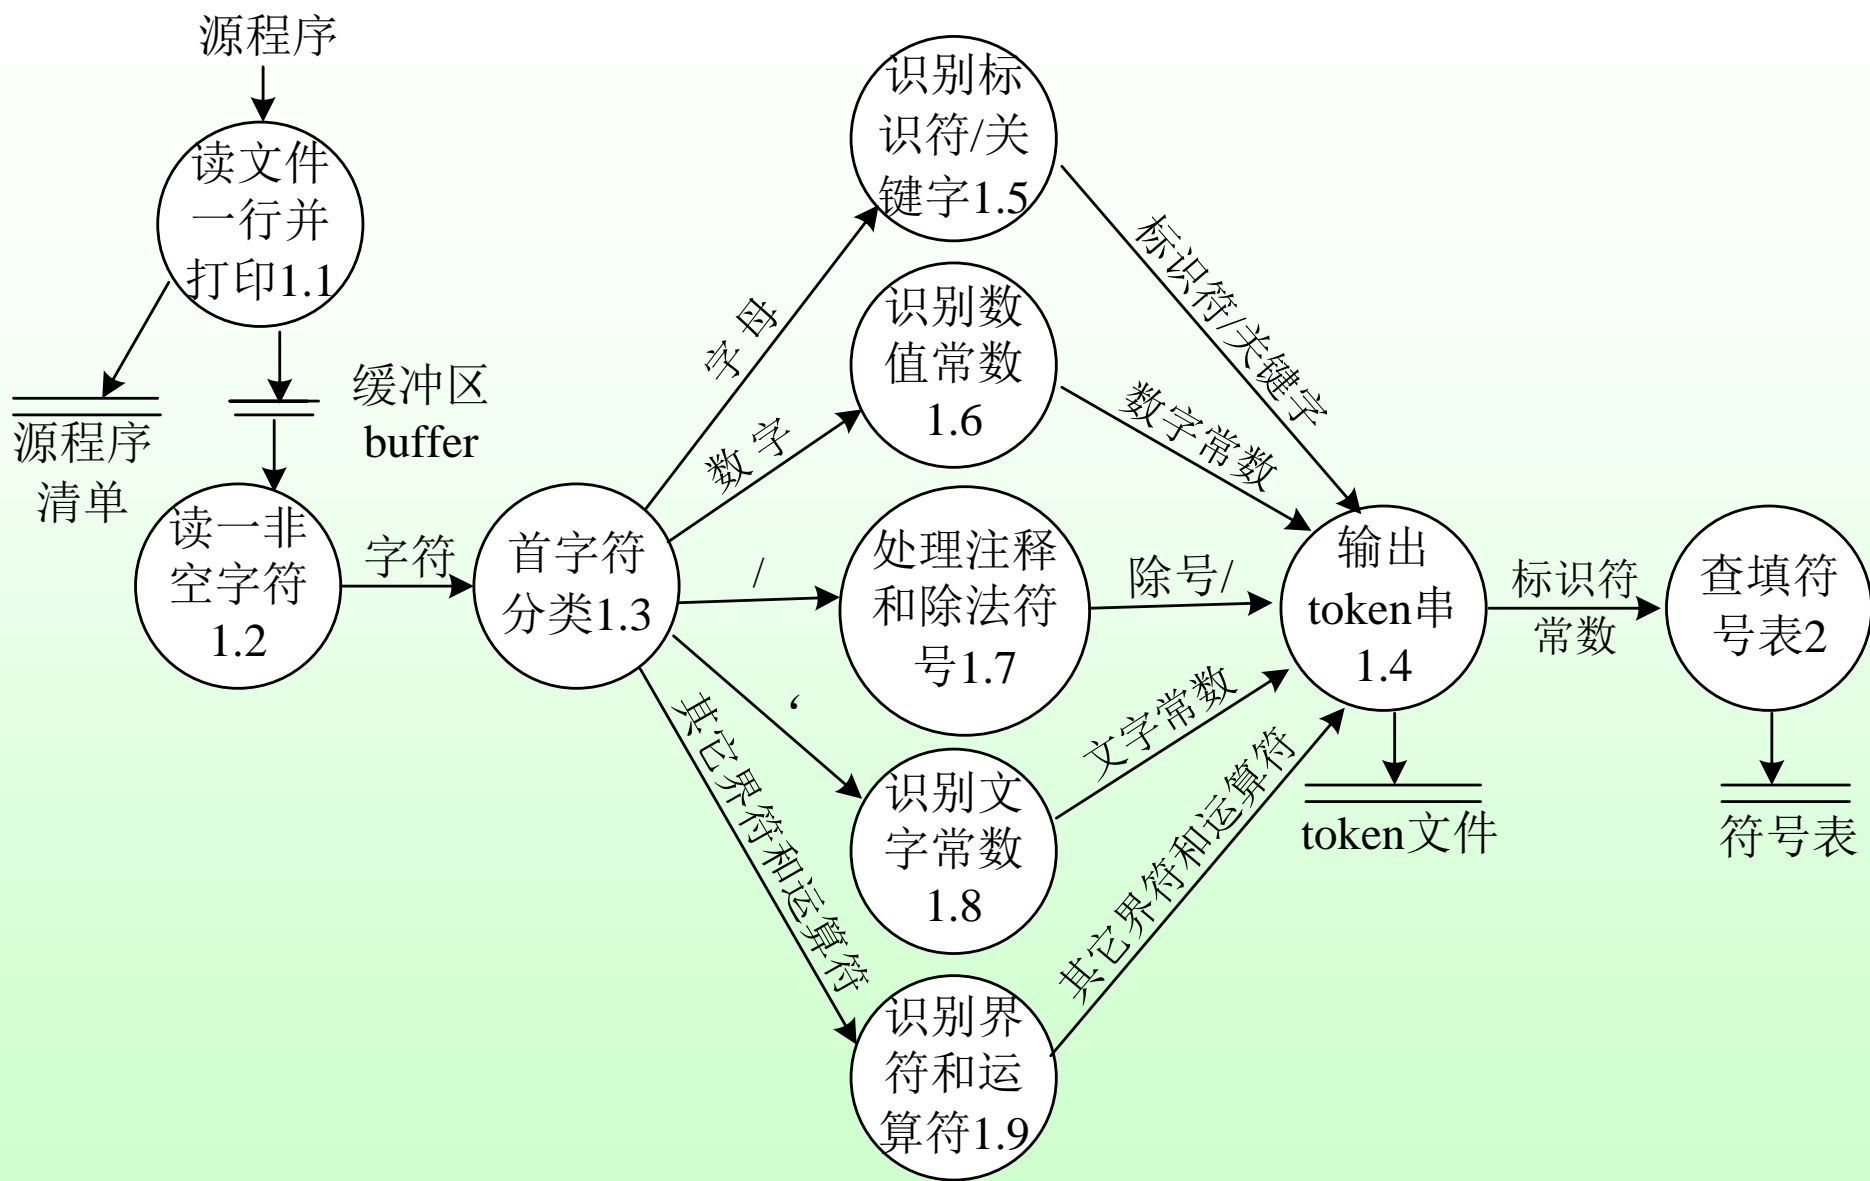 源程序
读文件
一行并
打印1.1
源程序
清单
缓冲区
buffer
读一非
空字符
1.2
字符
首字符
分类1.3
字母
数字
/
‘
其它界符和运算符
识别标
识符/关
键字1.5
识别数
值常数
1.6
处理注释
和除法符
号1.7
识别文
字常数
1.8
识别界
符和运
算符1.9
标识符/关键字
数字常数
除号/
文字常数
其它界符和运算符
输出
token串
1.4
token文件
标识符
常数
查填符
号表2
符号表